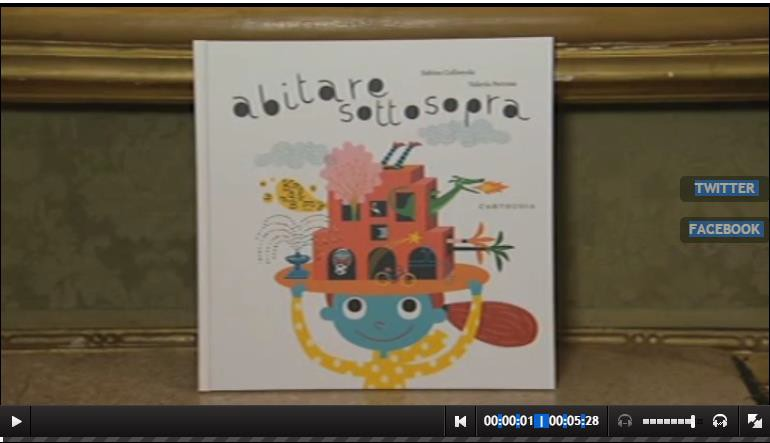 abitare
sottosopra
TWITTER
FACEBOOK
00:00:01 | 00:05:28